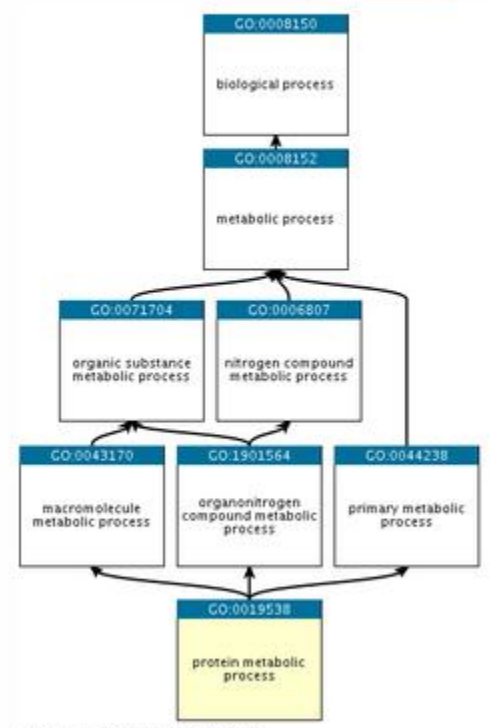 GO:0008150
biological process
GO:0008152
metabolic process
GO:0071704
organic substance
metabolic process
GO:0006807
nitrogen compound
metabolic process
GO:0043170
macromolecule
metabolic process
GO:1901564
organonitrogen
compound metabolic
process
GO:0044238
primary metabolic
process
GO:0019538
protein metabolic
process